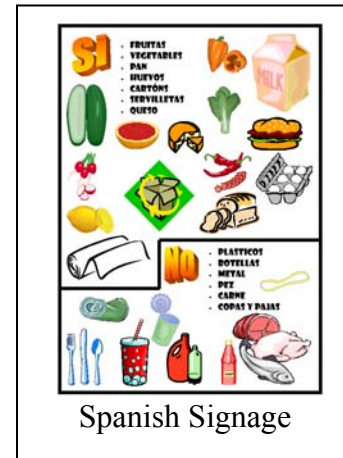 SI
• FRUITAS
• VEGETABLES
• PAN
• HUEVOS
• CARTÓNS
• SERVILLETAS
• QUESO
MILK
NO
• PLASTICOS
• BOTELLAS
• METAL
• PEZ
• CARNE
• COPAS Y PAJAS
Spanish Signage